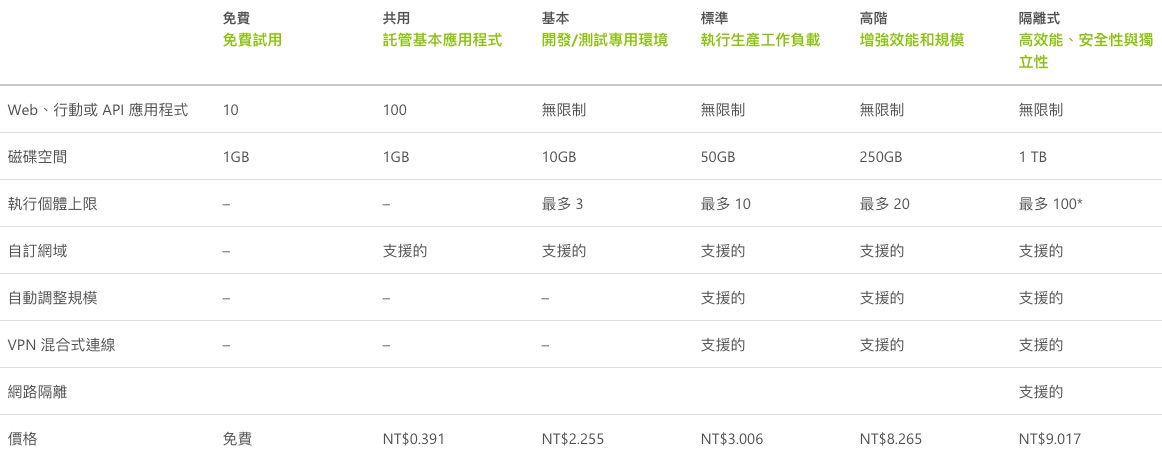 免費 共用 基本 標準 高階 隔離式
免費試用 託管基本應用程式 開發/測試專用環境 執行生產工作負載 增強效能和規模 高效能、安全性與獨
立性
Web、行動或 API 應用程式 10 100 無限制 無限制 無限制 無限制
磁碟空間 1GB 1GB 10GB 50GB 250GB 1 TB
執行個體上限 – – 最多 3 最多 10 最多 20 最多 100*
自訂網域 – 支援的 支援的 支援的 支援的 支援的
自動調整規模 – – – 支援的 支援的 支援的
VPN 混合式連線 – – – 支援的 支援的 支援的
網路隔離 支援的
價格 免費 NT$0.391 NT$2.255 NT$3.006 NT$8.265 NT$9.017